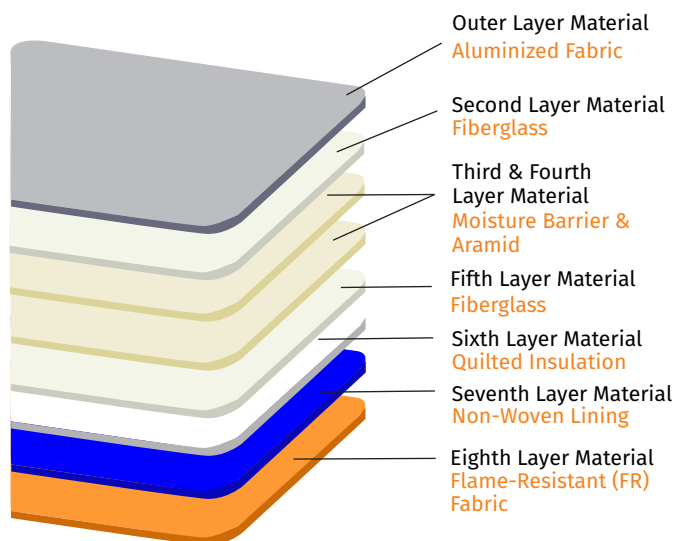 Outer Layer Material
Aluminized Fabric
Second Layer Material
Fiberglass
Third & Fourth
Layer Material
Moisture Barrier &
Aramid
Fifth Layer Material
Fiberglass
Sixth Layer Material
Quilted Insulation
Seventh Layer Material
Non-Woven Lining
Eighth Layer Material
Flame-Resistant (FR)
Fabric